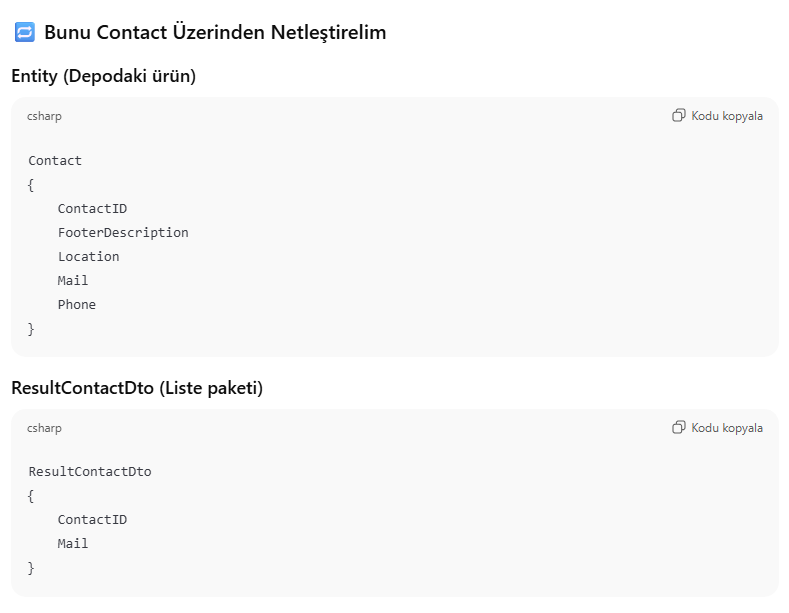 Bunu Contact Üzerinden Netleştirelim
Entity (Depodaki ürün)
csharp
Kodu kopyala
Contact
{
    ContactID
    FooterDescription
    Location
    Mail
    Phone
}
ResultContactDto (Liste paketi)
csharp
Kodu kopyala
ResultContactDto
{
    ContactID
    Mail
}